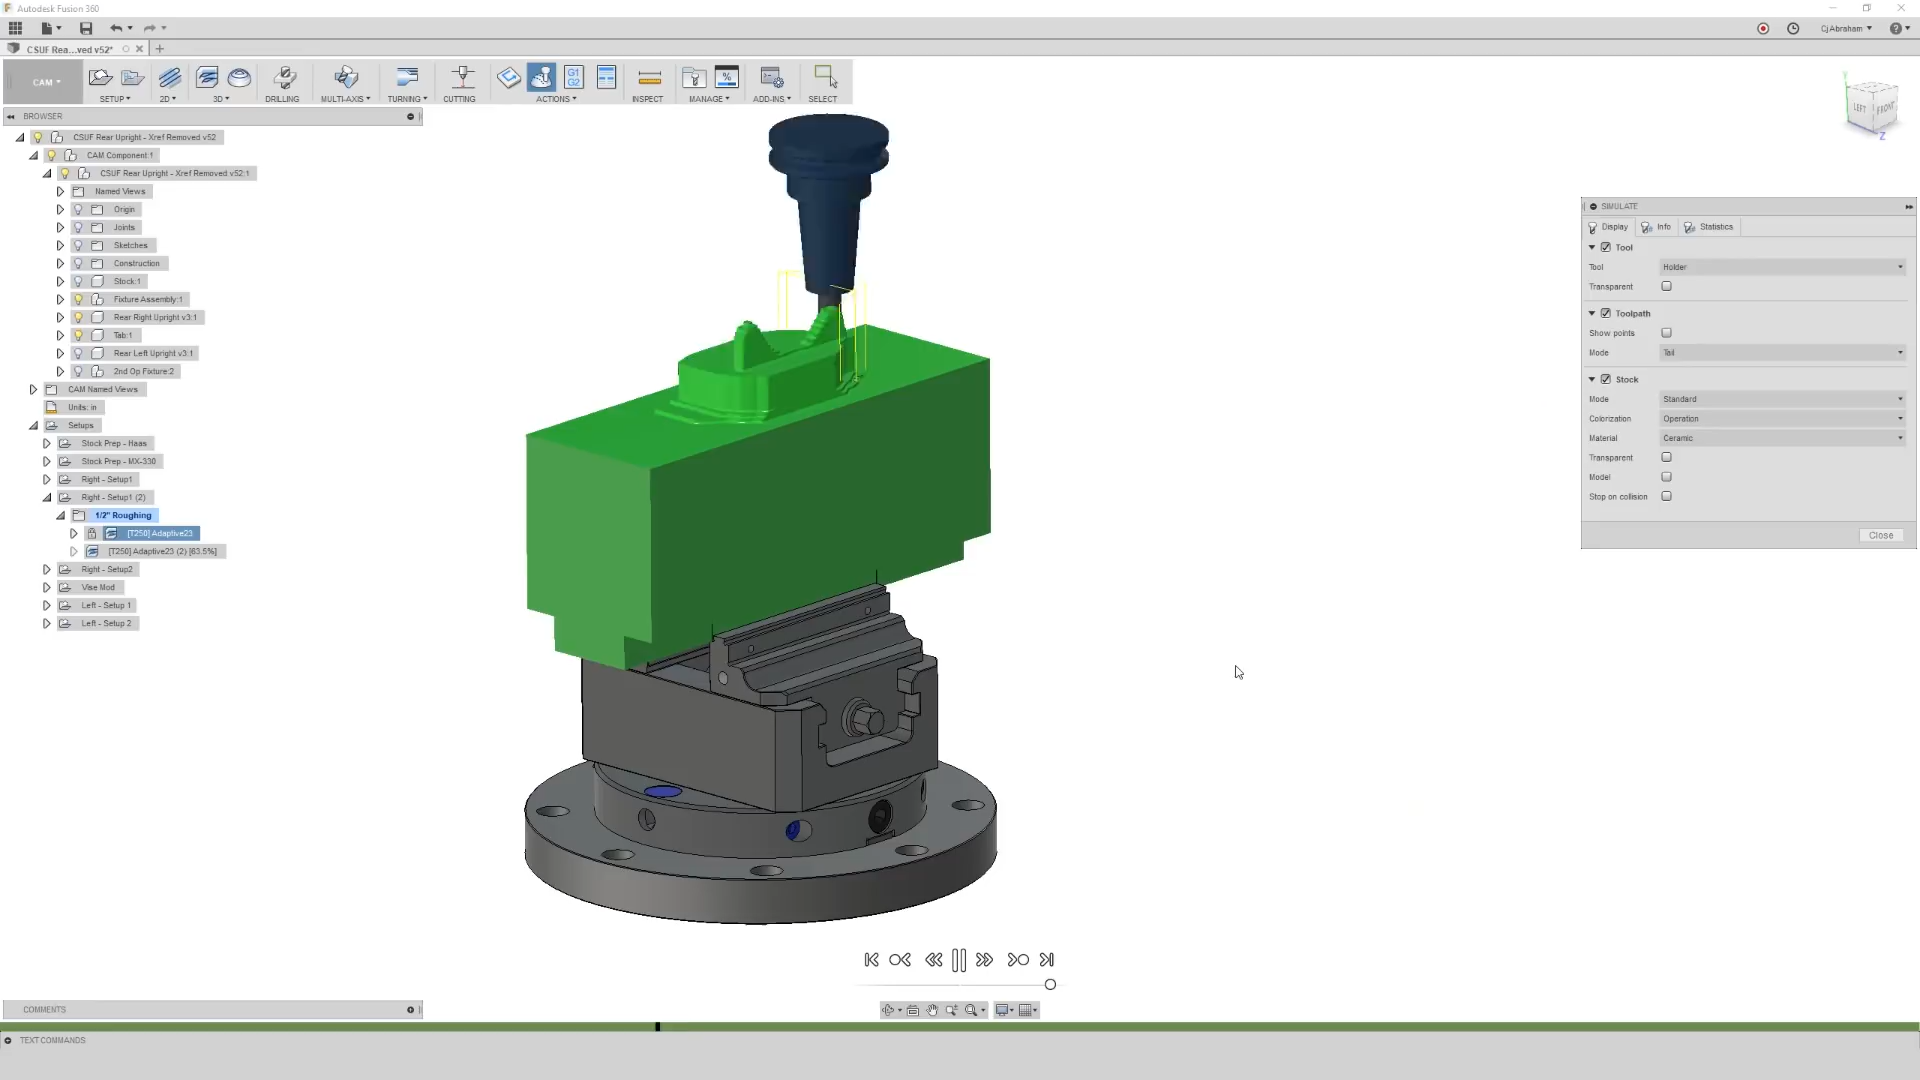 Autodesk Fusion 360
Cj Abraham
CSUF Rea...ved v52*
CAM
SETUP
2D
3D
DRILLING
MULTI-AXIS
TURNING
CUTTING
G1
G2
ACTIONS
INSPECT
%
MANAGE
ADD-INS
SELECT
LEFT
FRONT
Z
BROWSER
CSUF Rear Upright - Xref Removed v52
CAM Component:1
CSUF Rear Upright - Xref Removed v52:1
Named Views
Origin
Joints
Sketches
Construction
Stock:1
Fixture Assembly:1
Rear Right Upright v3:1
Tab:1
Rear Left Upright v3:1
2nd Op Fixture:2
CAM Named Views
Units: in
Setups
Stock Prep - Haas
Stock Prep - MX-330
Right - Setup1
Right - Setup1 (2)
1/2" Roughing
[T250] Adaptive23
[T250] Adaptive23 (2) [63.5%]
Right - Setup2
Vise Mod
Left - Setup 1
Left - Setup 2
SIMULATE
Display
Info
Statistics
Tool
Tool
Holder
Transparent
Toolpath
Show points
Mode
Tail
Stock
Mode
Standard
Colorization
Operation
Material
Ceramic
Transparent
Model
Stop on collision
Close
COMMENTS
TEXT COMMANDS